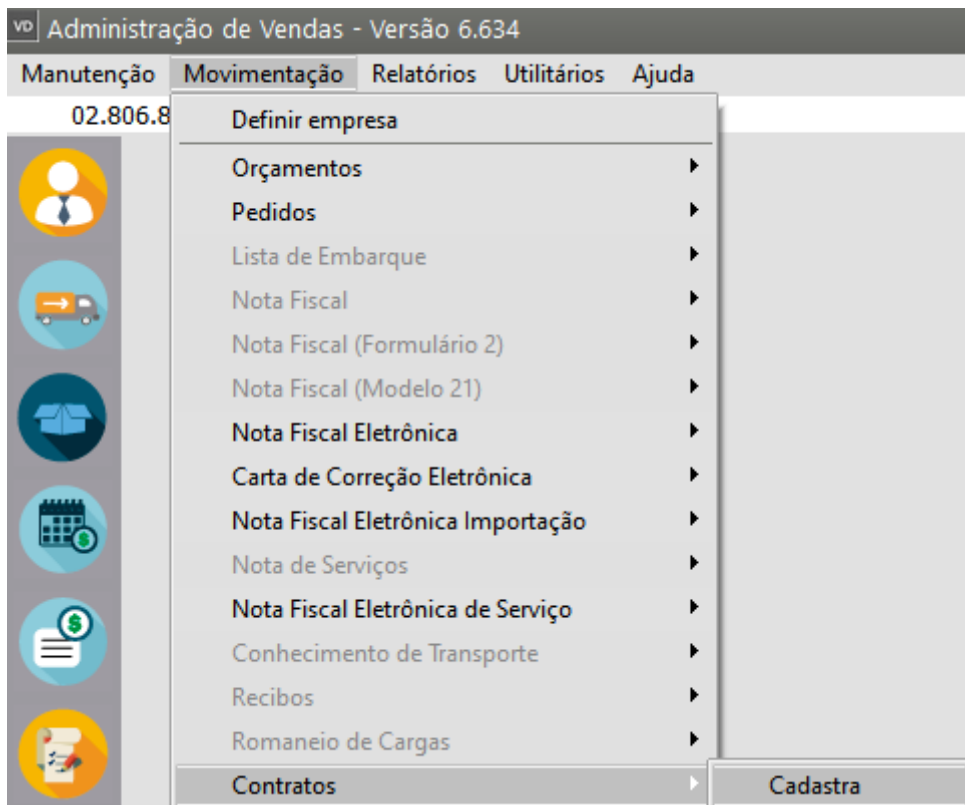 VD Administração de Vendas - Versão 6.634
Manutenção Movimentação Relatórios Utilitários Ajuda
02.806.8
Definir empresa
Orçamentos
Pedidos
Lista de Embarque
Nota Fiscal
Nota Fiscal (Formulário 2)
Nota Fiscal (Modelo 21)
Nota Fiscal Eletrônica
Carta de Correção Eletrônica
Nota Fiscal Eletrônica Importação
Nota de Serviços
Nota Fiscal Eletrônica de Serviço
Conhecimento de Transporte
Recibos
Romaneio de Cargas
Contratos Cadastra